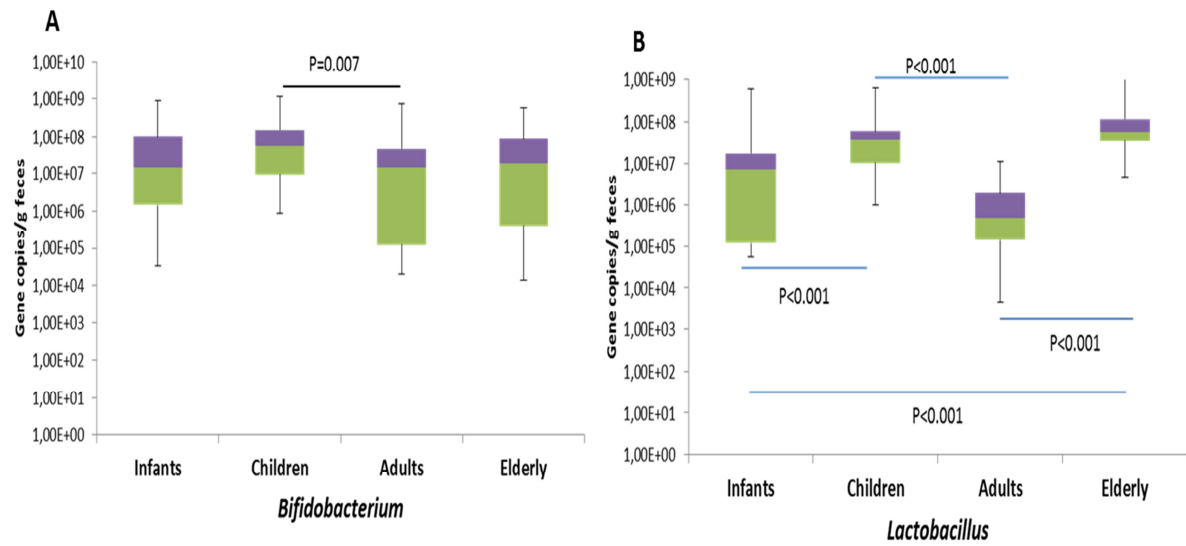 A
Gene copies/g feces
1,00E+10
1,00E+09
1,00E+08
1,00E+07
1,00E+06
1,00E+05
1,00E+04
1,00E+03
1,00E+02
1,00E+01
1,00E+00
P=0.007
Infants Children Adults Elderly
Bifidobacterium
B
Gene copies/g feces
1,00E+09
1,00E+08
1,00E+07
1,00E+06
1,00E+05
1,00E+04
1,00E+03
1,00E+02
1,00E+01
1,00E+00
P<0.001
P<0.001
P<0.001
P<0.001
Infants Children Adults Elderly
Lactobacillus